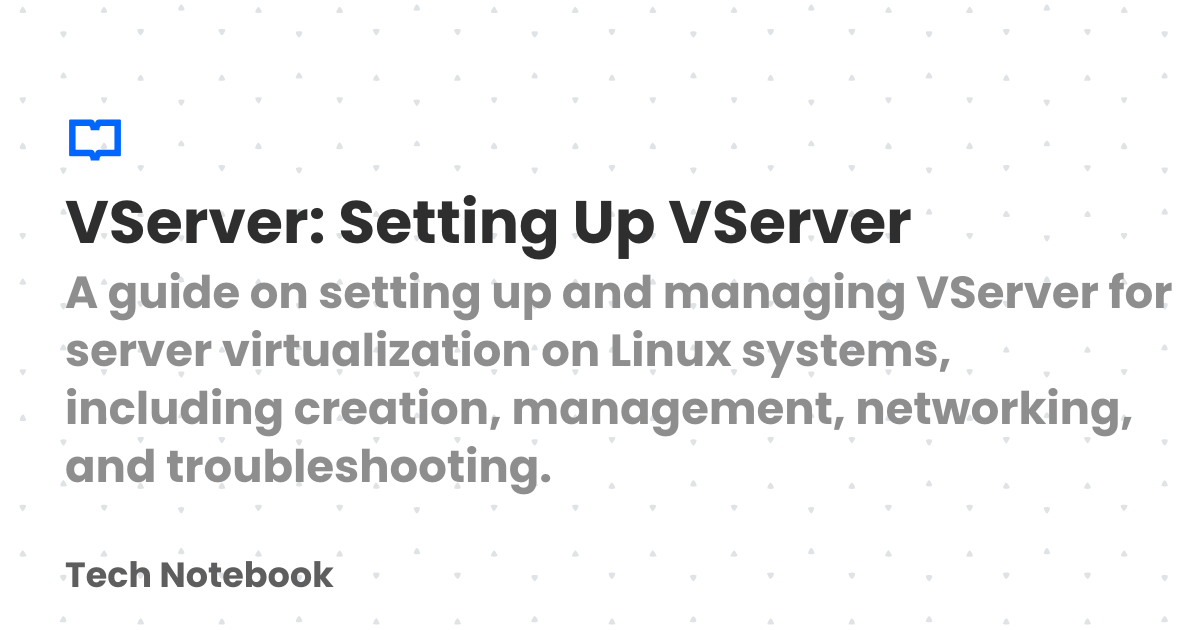 VServer: Setting Up VServer
A guide on setting up and managing VServer for
server virtualization on Linux systems,
including creation, management, networking,
and troubleshooting.
Tech Notebook